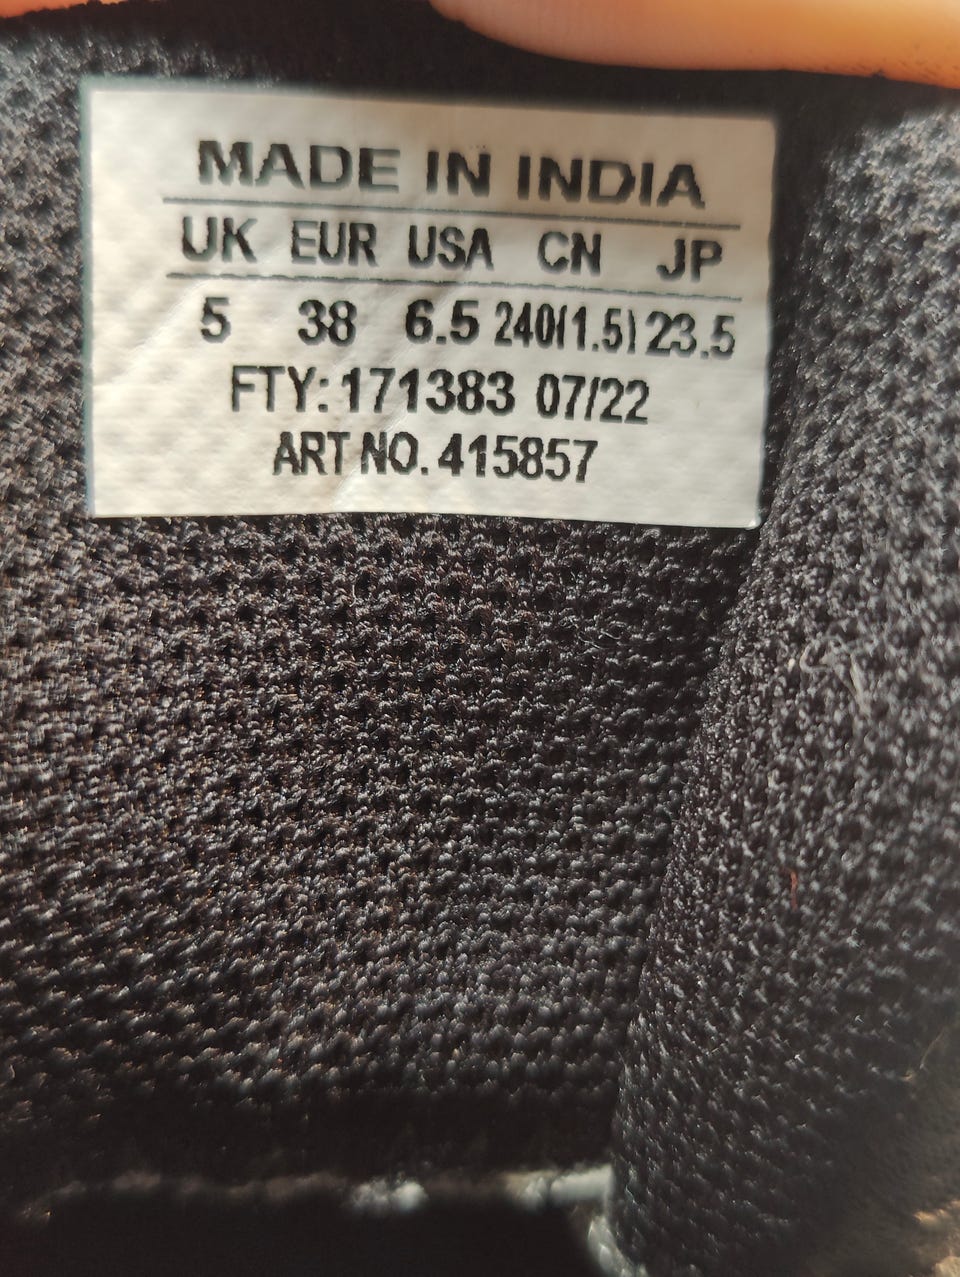 MADE IN INDIA
UK EUR USA CN JP
5 38 6.5 240(1.5) 23.5
FTY: 171383 07/22
ART NO. 415857